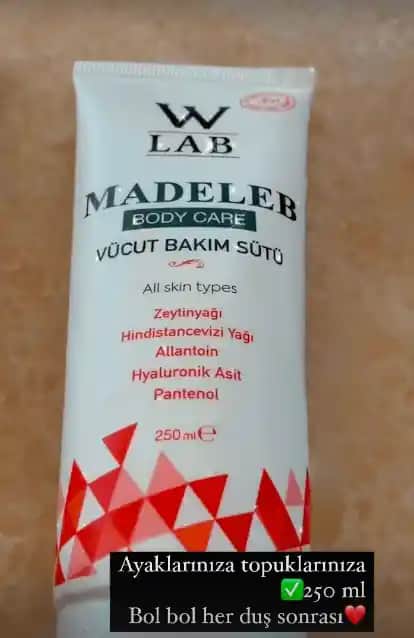 W
LAB
MADELEB
BODY CARE
VÜCUT BAKIM SÜTÜ
All skin types
Zeytinyağı
Hindistancevizi Yağı
Allantoin
Hyaluronik Asit
Pantenol
250 ml ℮
Ayaklarınıza topuklarınıza
✅250 ml
Bol bol her duş sonrası❤️